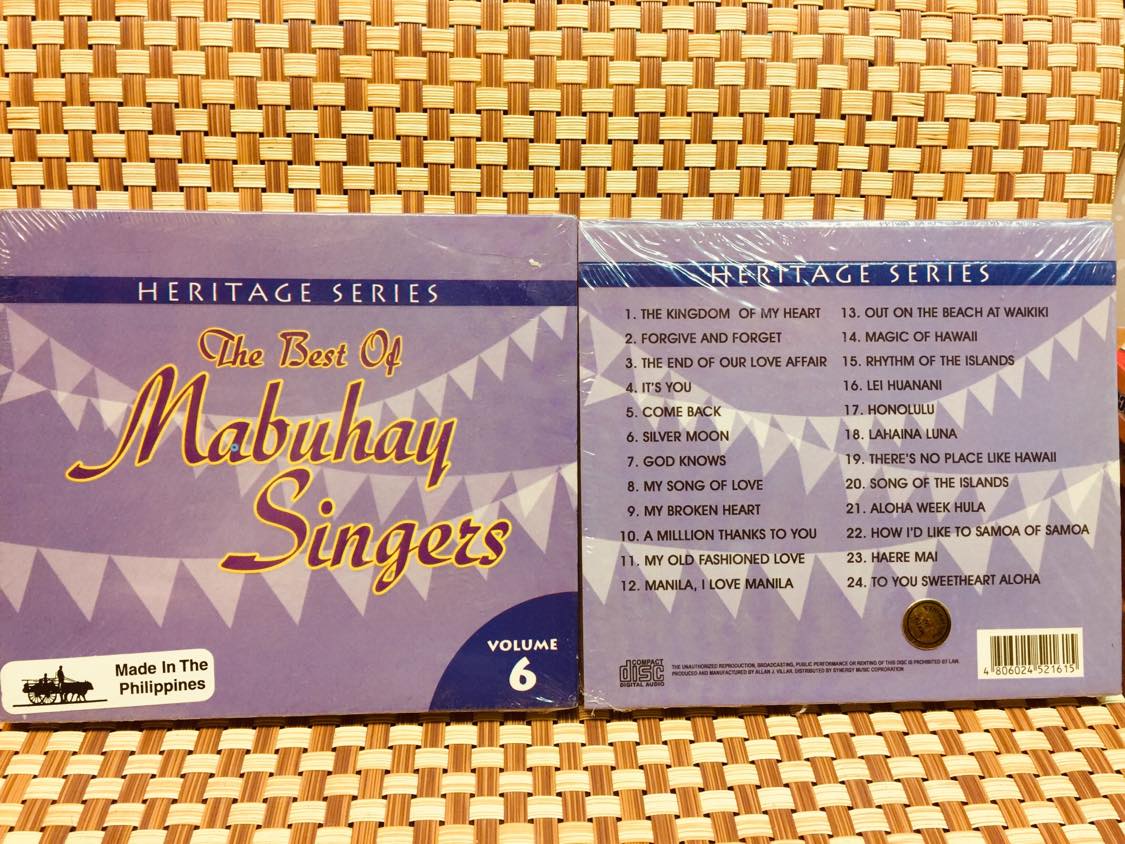 HERITAGE SERIES
The Best Of
Mabuhay
Singers
VOLUME
6
Made In The
Philippines
HERITAGE SERIES
1. THE KINGDOM OF MY HEART
2. FORGIVE AND FORGET
3. THE END OF OUR LOVE AFFAIR
4. IT'S YOU
5. COME BACK
6. SILVER MOON
7. GOD KNOWS
8. MY SONG OF LOVE
9. MY BROKEN HEART
10. A MILLLION THANKS TO YOU
11. MY OLD FASHIONED LOVE
12. MANILA, I LOVE MANILA
13. OUT ON THE BEACH AT WAIKIKI
14. MAGIC OF HAWAII
15. RHYTHM OF THE ISLANDS
16. LEI HUANANI
17. HONOLULU
18. LAHAINA LUNA
19. THERE'S NO PLACE LIKE HAWAII
20. SONG OF THE ISLANDS
21. ALOHA WEEK HULA
22. HOW I'D LIKE TO SAMOA OF SAMOA
23. HAERE MAI
24. TO YOU SWEETHEART ALOHA
COMPACT
disc
DIGITAL AUDIO
THE UNAUTHORIZED REPRODUCTION, BROADCASTING, PUBLIC PERFORMANCE OR RENTING OF THIS DISC IS PROHIBITED BY LAW.
PRODUCED AND MANUFACTURED BY ALLAN J. VILLAR. DISTRIBUTED BY SYNERGY MUSIC COPRORATION
4 806024 521615